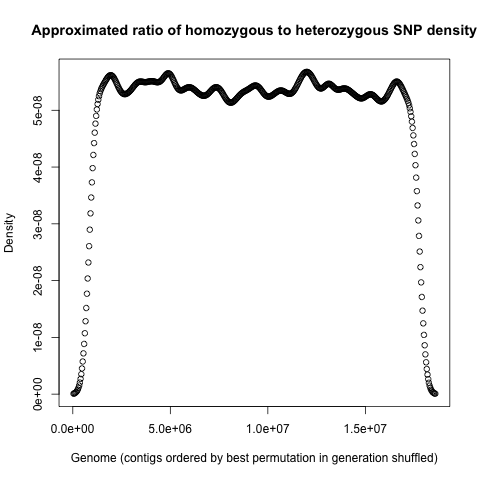 Approximated ratio of homozygous to heterozygous SNP density
Density
0e+00
1e-08
2e-08
3e-08
4e-08
5e-08
0.0e+00 5.0e+06 1.0e+07 1.5e+07
Genome (contigs ordered by best permutation in generation shuffled)